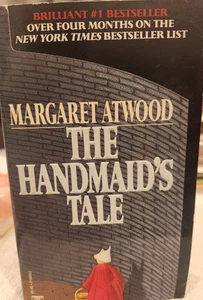 BRILLIANT #1 BESTSELLER
OVER FOUR MONTHS ON THE
NEW YORK TIMES BESTSELLER LIST
MARGARET ATWOOD
THE
HANDMAID'S
TALE